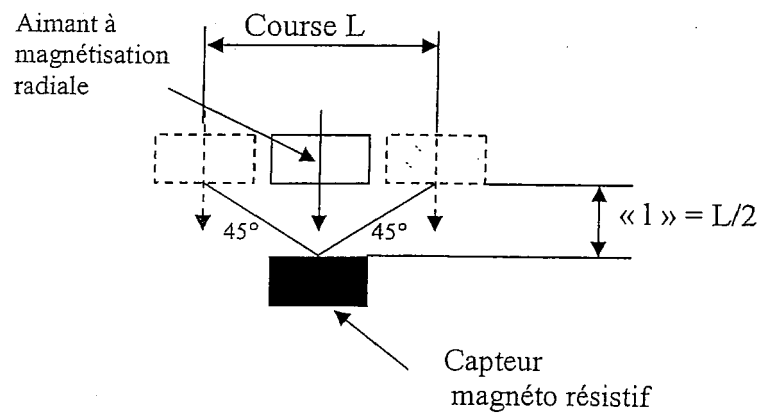 Aimant à
magnétisation
radiale
Course L
45°
45°
« l » = L/2
Capteur
magnéto résistif